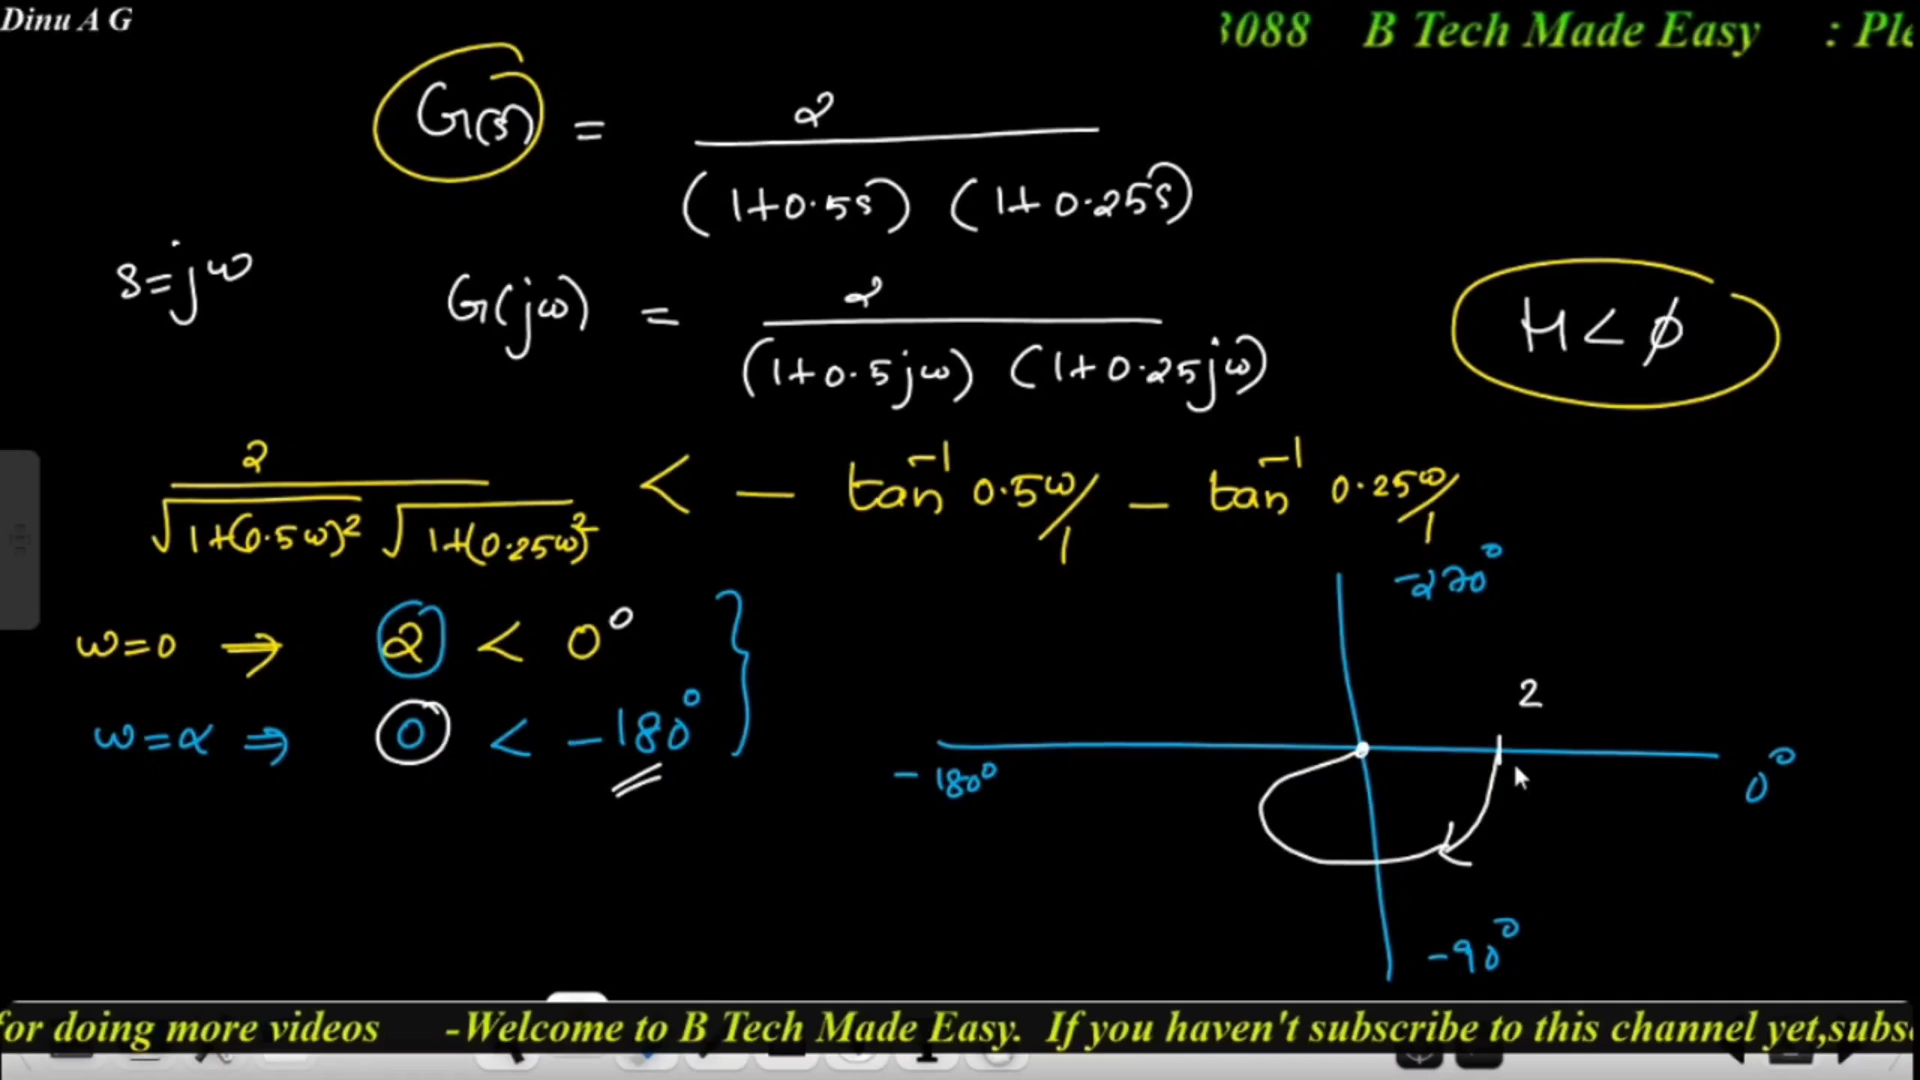 Dinu A G
3088 B Tech Made Easy : Ple
G(s) = 2 / (1+0.5s) (1+0.25s)
s=jω
G(jω) = 2 / (1+0.5jω) (1+0.25jω)
M < ϕ
2 / √1+(0.5ω)² √1+(0.25ω)² < − tan⁻¹ 0.5ω/1 − tan⁻¹ 0.25ω/1
-270°
ω=0 ⇒ 2 < 0°
2
ω=α ⇒ 0 < −180°
-180°
0°
-90°
for doing more videos -Welcome to B Tech Made Easy. If you haven't subscribe to this channel yet,subs